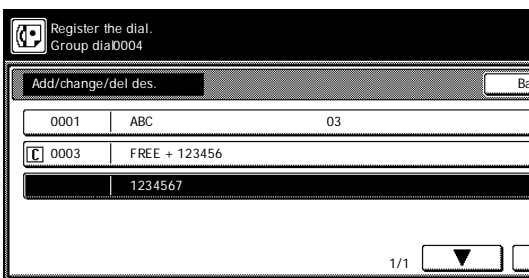 Register the dial.
Group dial0004
Add/change/del des.
0001 ABC 03
C 0003 FREE + 123456
1234567
1/1